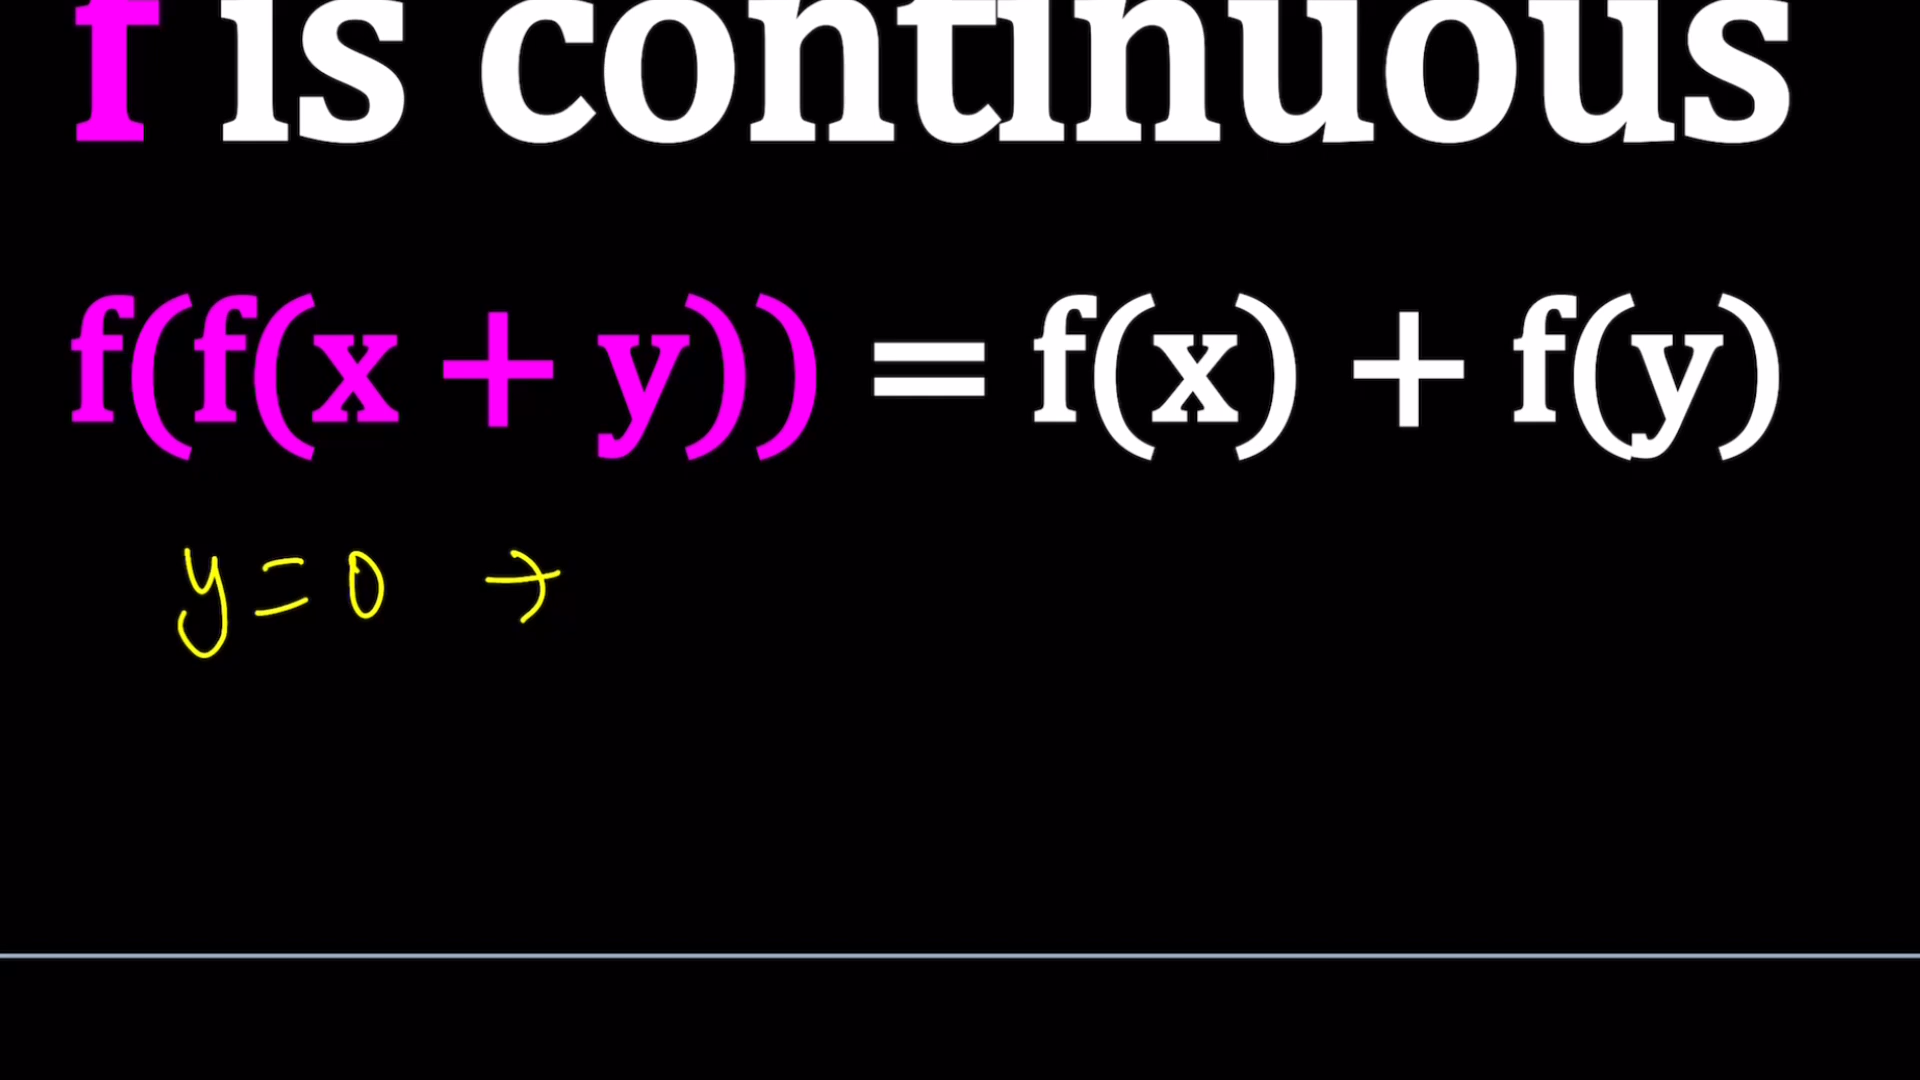 f is continuous
f(f(x + y)) = f(x) + f(y)
y = 0 →